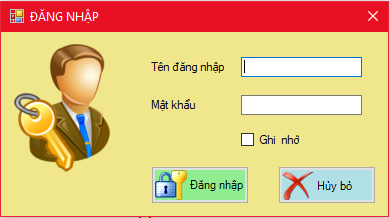 ĐĂNG NHẬP
Tên đăng nhập
Mật khẩu
Ghi nhớ
Đăng nhập
Hủy bỏ